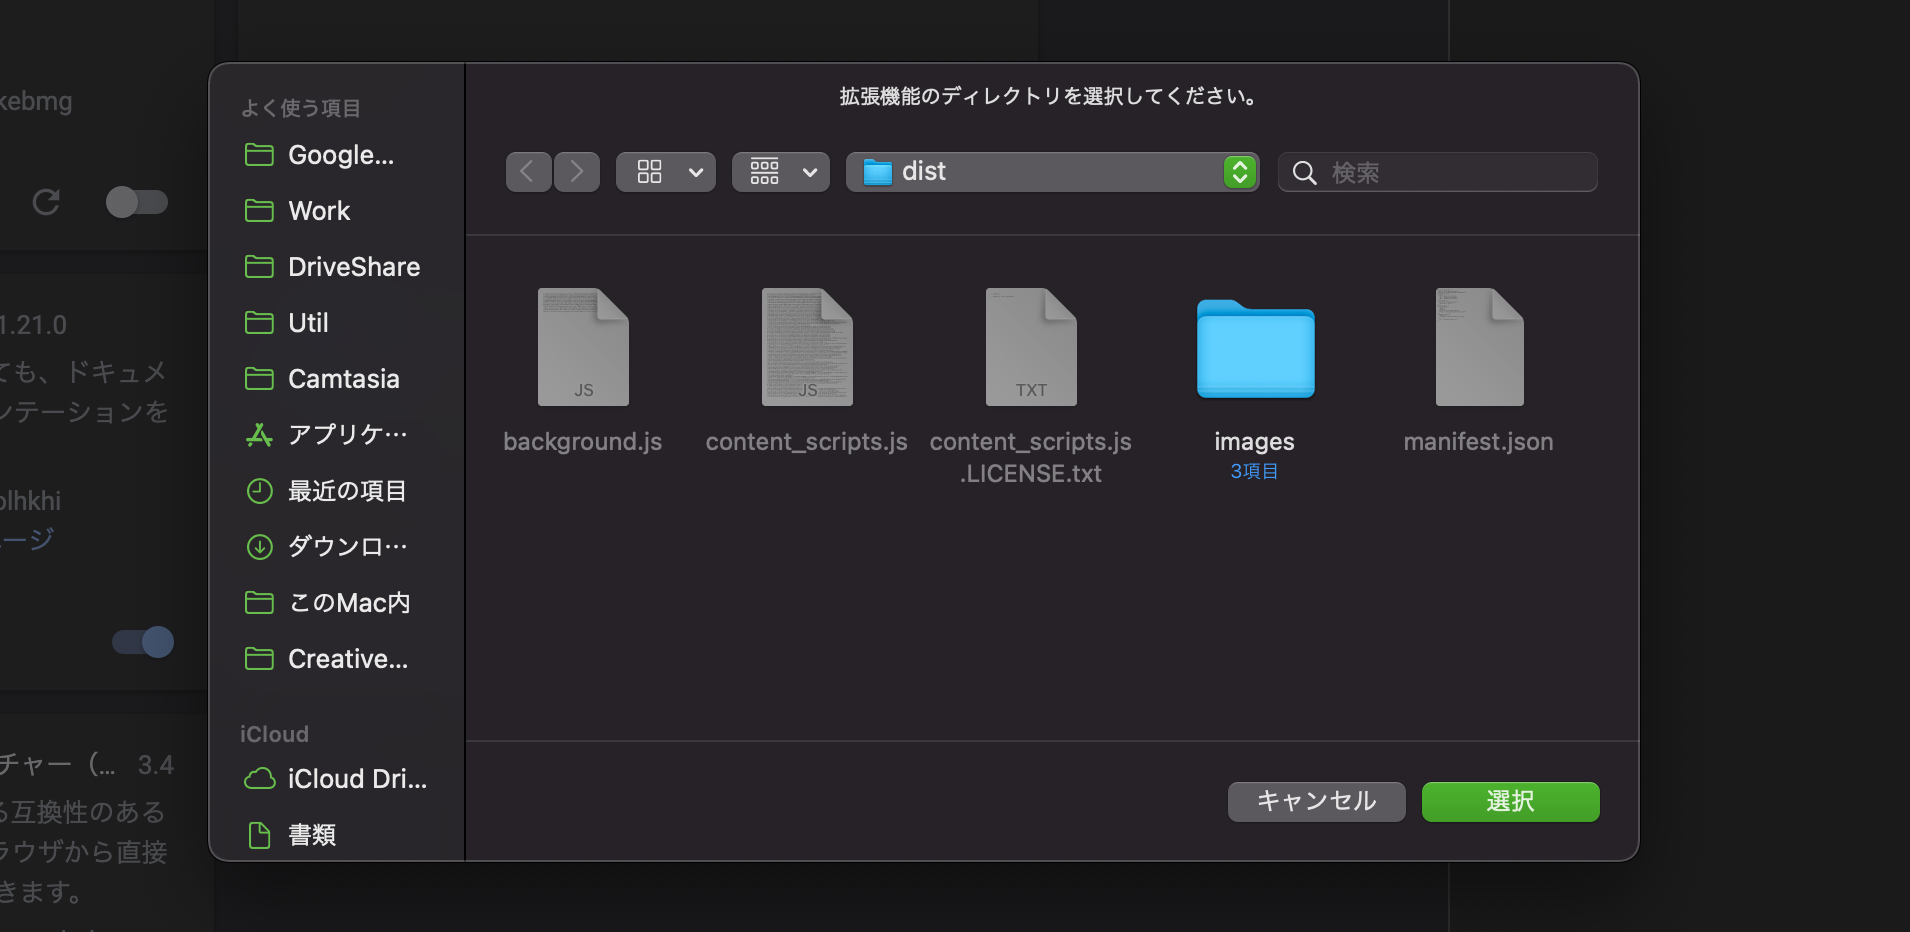 kebmg
1.21.0
ても、ドキュメ
ンテーションを
olhkhi
ージ
チャー（... 3.4
る互換性のある
ラウザから直接
きます。
よく使う項目
Google...
Work
DriveShare
Util
Camtasia
アプリケ…
最近の項目
ダウンロ…
このMac内
Creative...
iCloud
iCloud Dri...
書類
拡張機能のディレクトリを選択してください。
dist
検索
JS
JS
TXT
background.js
content_scripts.js
content_scripts.js
.LICENSE.txt
images
3項目
manifest.json
キャンセル
選択